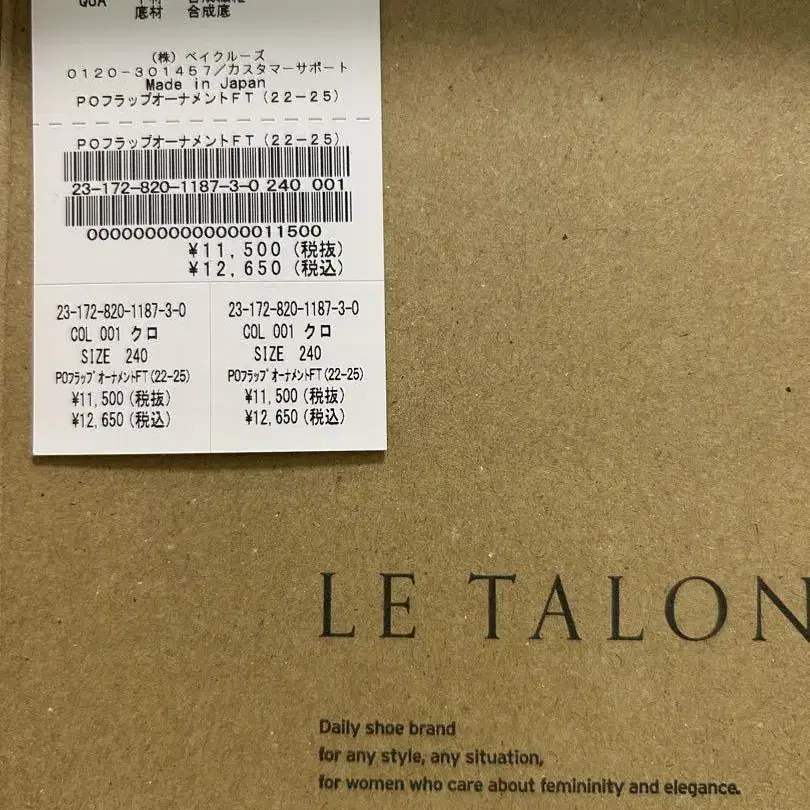 底材 合成底
(株) ベイクルーズ
0120-301457/カスタマーサポート
Made in Japan
POフラップオーナメントFT(22-25)
POフラップオーナメントFT(22-25)
23-172-820-1187-3-0 240 001
00000000000000011500
¥11,500(税抜)
¥12,650(税込)
23-172-820-1187-3-0
COL 001 クロ
SIZE 240
POフラップオーナメントFT(22-25)
¥11,500(税抜)
¥12,650(税込)
23-172-820-1187-3-0
COL 001 クロ
SIZE 240
POフラップオーナメントFT(22-25)
¥11,500(税抜)
¥12,650(税込)
LE TALON
Daily shoe brand
for any style, any situation,
for women who care about femininity and elegance.